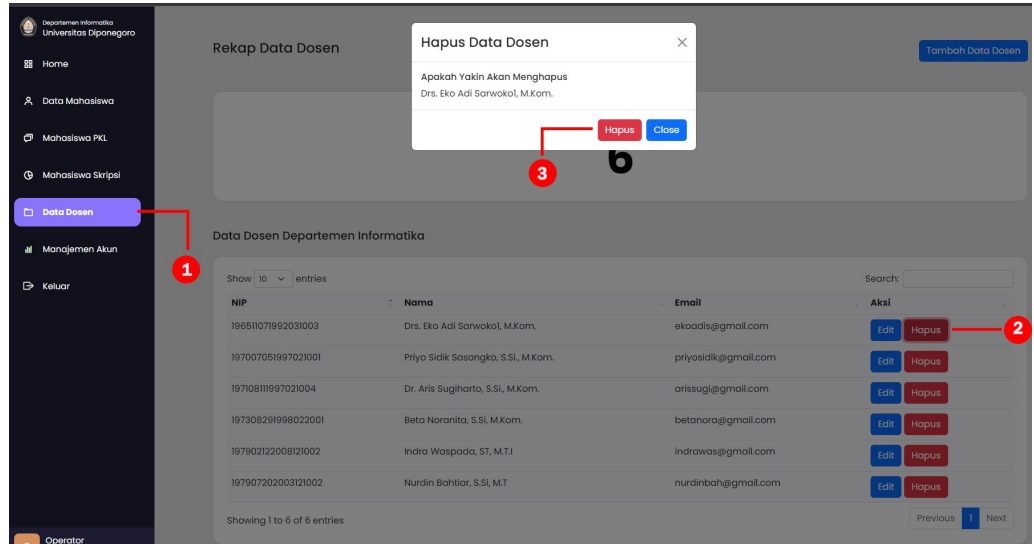 Departemen Informatika
Universitas Diponegoro
Home
Data Mahasiswa
Mahasiswa PKL
Mahasiswa Skripsi
Data Dosen
Manajemen Akun
Keluar
Operator
Rekap Data Dosen
Tambah Data Dosen
Hapus Data Dosen
Apakah Yakin Akan Menghapus
Drs. Eko Adi Sarwoko1, M.Kom.
Hapus Close
3
6
1
Data Dosen Departemen Informatika
Show 10 entries Search:
NIP Nama Email Aksi
196511071992031003 Drs. Eko Adi Sarwoko1, M.Kom. ekoadis@gmail.com Edit Hapus 2
197007051997021001 Priyo Sidik Sasongko, S.Si., M.Kom. priyosidik@gmail.com Edit Hapus
197108111997021004 Dr. Aris Sugiharto, S.Si., M.Kom. arissugi@gmail.com Edit Hapus
197308291998022001 Beta Noranita, S.Si, M.Kom. betanora@gmail.com Edit Hapus
197902122008121002 Indra Waspada, ST, M.T.I indrawas@gmail.com Edit Hapus
197907202003121002 Nurdin Bahtiar, S.Si, M.T nurdinbah@gmail.com Edit Hapus
Showing 1 to 6 of 6 entries Previous 1 Next